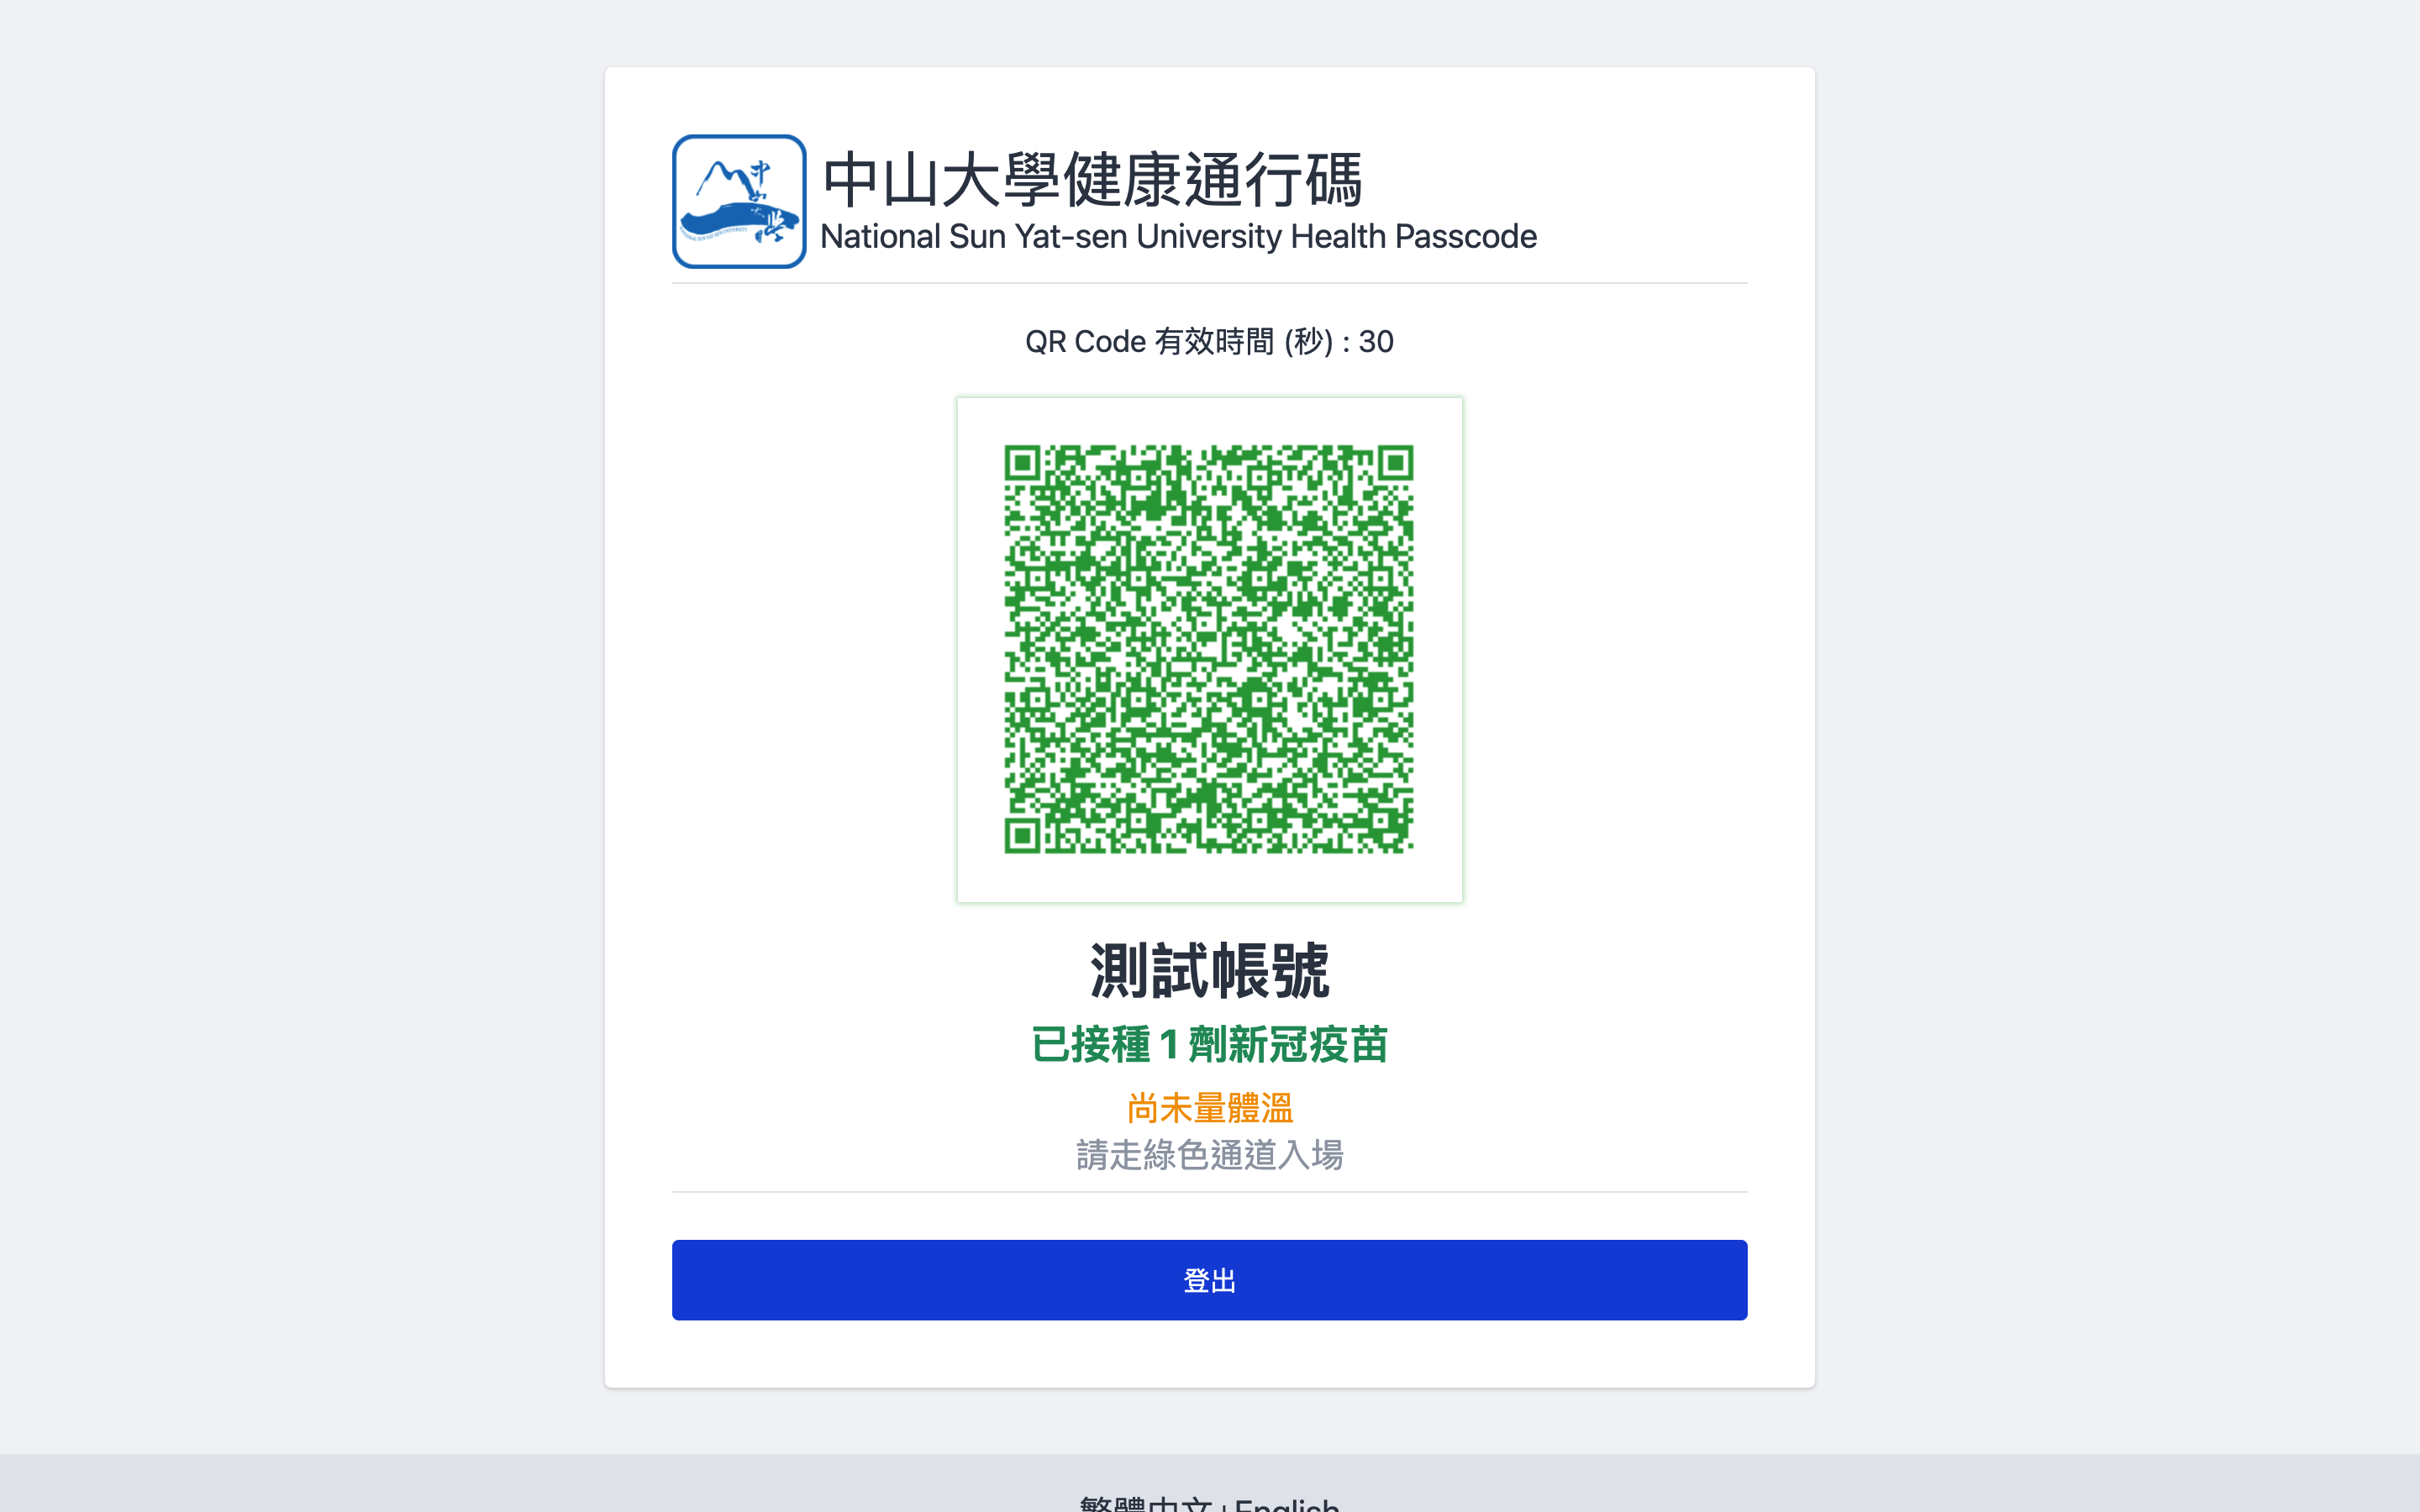 中山大學健康通行碼
National Sun Yat-sen University Health Passcode
QR Code 有效時間 (秒) : 30
測試帳號
已接種 1 劑新冠疫苗
尚未量體溫
請走綠色通道入場
登出
繁體中文 | English